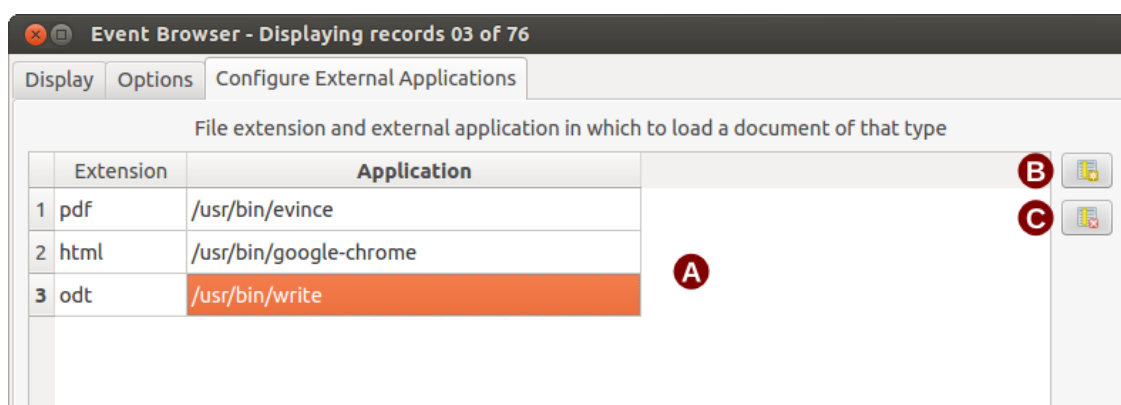 Event Browser - Displaying records 03 of 76
Display Options Configure External Applications
File extension and external application in which to load a document of that type
Extension Application B
1 pdf /usr/bin/evince C
2 html /usr/bin/google-chrome
A
3 odt /usr/bin/write